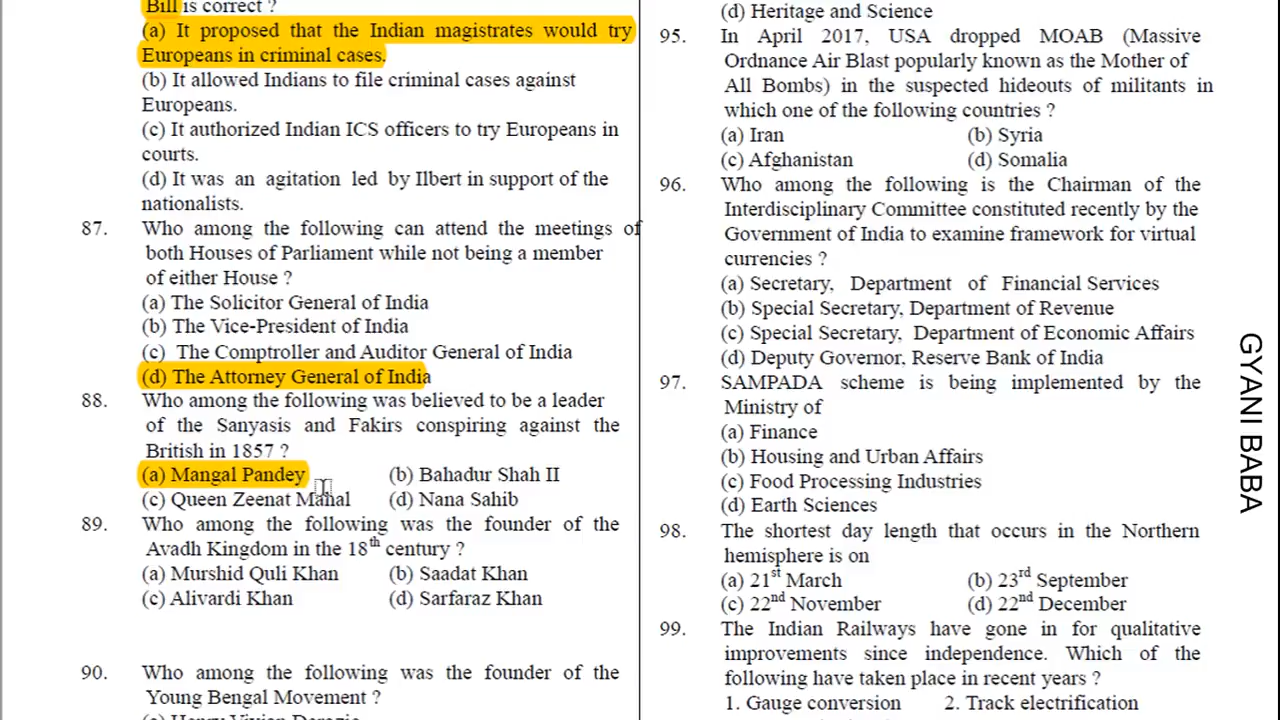 Bill is correct ?
(a) It proposed that the Indian magistrates would try
Europeans in criminal cases.
(b) It allowed Indians to file criminal cases against
Europeans.
(c) It authorized Indian ICS officers to try Europeans in
courts.
(d) It was an agitation led by Ilbert in support of the
nationalists.
87. Who among the following can attend the meetings of
both Houses of Parliament while not being a member
of either House ?
(a) The Solicitor General of India
(b) The Vice-President of India
(c) The Comptroller and Auditor General of India
(d) The Attorney General of India
88. Who among the following was believed to be a leader
of the Sanyasis and Fakirs conspiring against the
British in 1857 ?
(a) Mangal Pandey (b) Bahadur Shah II
(c) Queen Zeenat Mahal (d) Nana Sahib
89. Who among the following was the founder of the
Avadh Kingdom in the 18th century ?
(a) Murshid Quli Khan (b) Saadat Khan
(c) Alivardi Khan (d) Sarfaraz Khan
90. Who among the following was the founder of the
Young Bengal Movement ?
(a) Henry Vivian Derozio
(d) Heritage and Science
95. In April 2017, USA dropped MOAB (Massive
Ordnance Air Blast popularly known as the Mother of
All Bombs) in the suspected hideouts of militants in
which one of the following countries ?
(a) Iran (b) Syria
(c) Afghanistan (d) Somalia
96. Who among the following is the Chairman of the
Interdisciplinary Committee constituted recently by the
Government of India to examine framework for virtual
currencies ?
(a) Secretary, Department of Financial Services
(b) Special Secretary, Department of Revenue
(c) Special Secretary, Department of Economic Affairs
(d) Deputy Governor, Reserve Bank of India
97. SAMPADA scheme is being implemented by the
Ministry of
(a) Finance
(b) Housing and Urban Affairs
(c) Food Processing Industries
(d) Earth Sciences
98. The shortest day length that occurs in the Northern
hemisphere is on
(a) 21st March (b) 23rd September
(c) 22nd November (d) 22nd December
99. The Indian Railways have gone in for qualitative
improvements since independence. Which of the
following have taken place in recent years ?
1. Gauge conversion 2. Track electrification
GYANI BABA